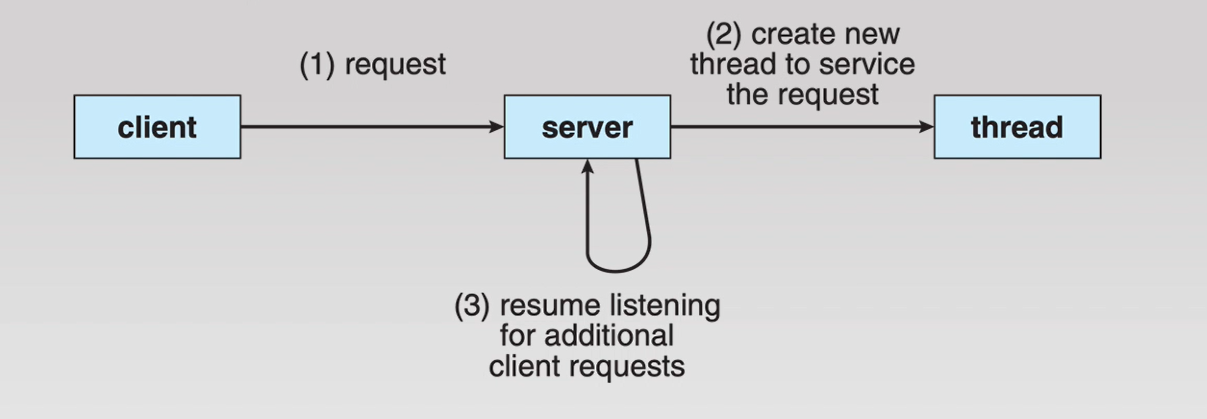 (1) request
(2) create new
thread to service
the request
client
server
thread
(3) resume listening
for additional
client requests